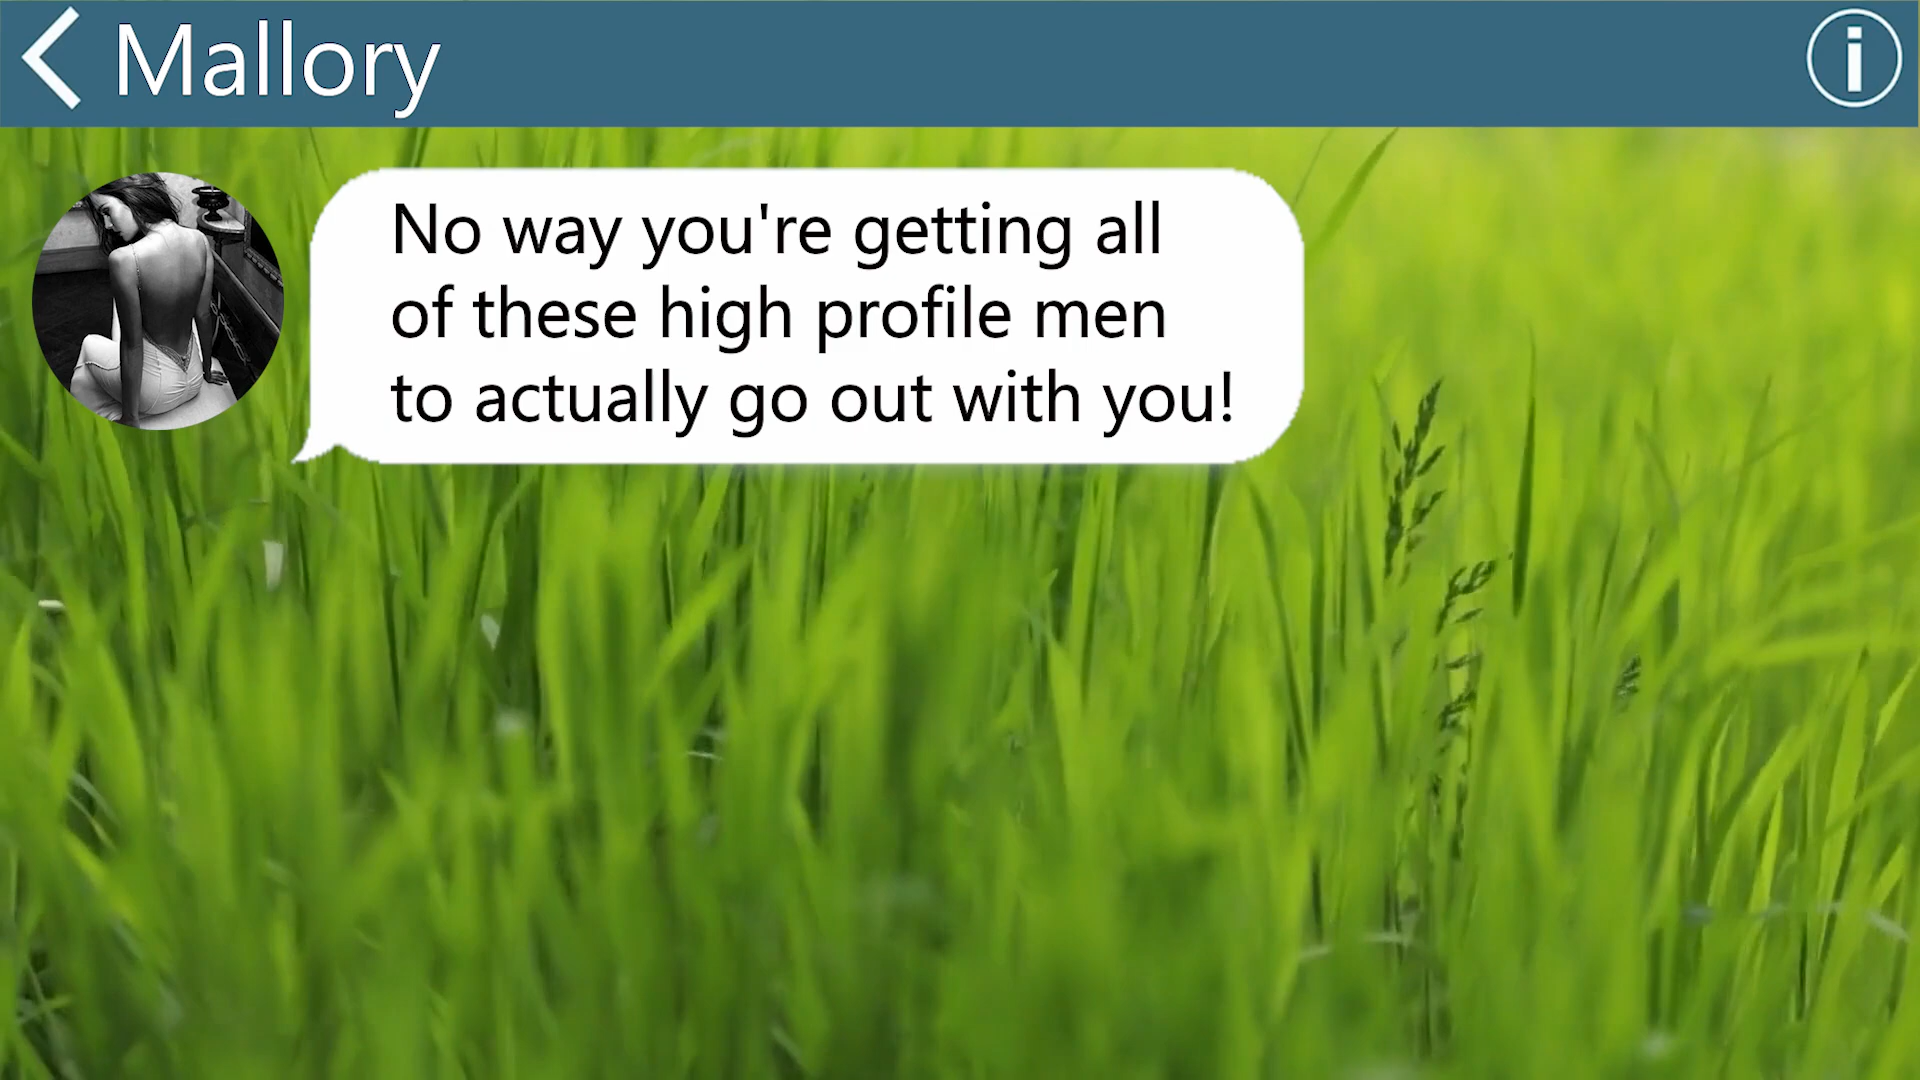 Mallory
No way you're getting all
of these high profile men
to actually go out with you!